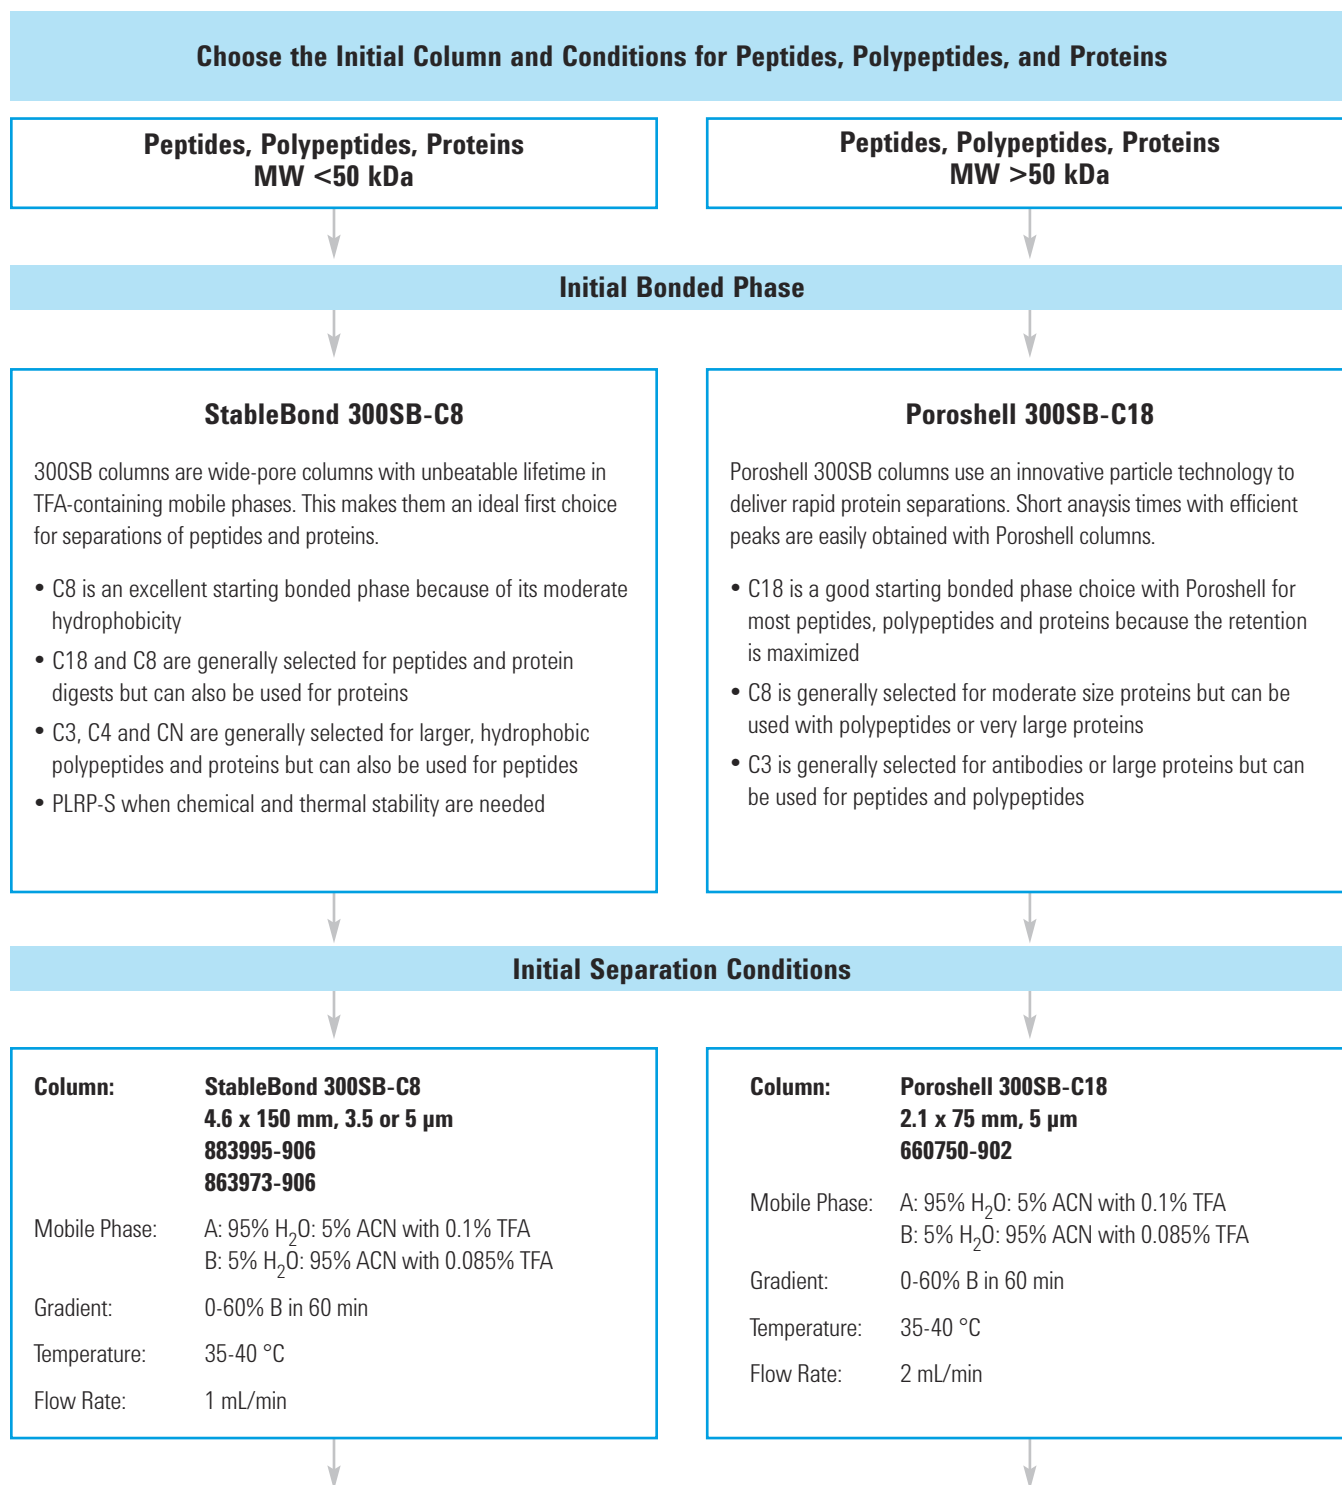 Choose the Initial Column and Conditions for Peptides, Polypeptides, and Proteins
Peptides, Polypeptides, Proteins
MW <50 kDa
Peptides, Polypeptides, Proteins
MW >50 kDa
Initial Bonded Phase
StableBond 300SB-C8
300SB columns are wide-pore columns with unbeatable lifetime in
TFA-containing mobile phases. This makes them an ideal first choice
for separations of peptides and proteins.
• C8 is an excellent starting bonded phase because of its moderate
hydrophobicity
• C18 and C8 are generally selected for peptides and protein
digests but can also be used for proteins
• C3, C4 and CN are generally selected for larger, hydrophobic
polypeptides and proteins but can also be used for peptides
• PLRP-S when chemical and thermal stability are needed
Poroshell 300SB-C18
Poroshell 300SB columns use an innovative particle technology to
deliver rapid protein separations. Short anaysis times with efficient
peaks are easily obtained with Poroshell columns.
• C18 is a good starting bonded phase choice with Poroshell for
most peptides, polypeptides and proteins because the retention
is maximized
• C8 is generally selected for moderate size proteins but can be
used with polypeptides or very large proteins
• C3 is generally selected for antibodies or large proteins but can
be used for peptides and polypeptides
Initial Separation Conditions
Column: StableBond 300SB-C8
4.6 x 150 mm, 3.5 or 5 µm
883995-906
863973-906
Mobile Phase: A: 95% H₂O: 5% ACN with 0.1% TFA
B: 5% H₂O: 95% ACN with 0.085% TFA
Gradient: 0-60% B in 60 min
Temperature: 35-40 °C
Flow Rate: 1 mL/min
Column: Poroshell 300SB-C18
2.1 x 75 mm, 5 µm
660750-902
Mobile Phase: A: 95% H₂O: 5% ACN with 0.1% TFA
B: 5% H₂O: 95% ACN with 0.085% TFA
Gradient: 0-60% B in 60 min
Temperature: 35-40 °C
Flow Rate: 2 mL/min